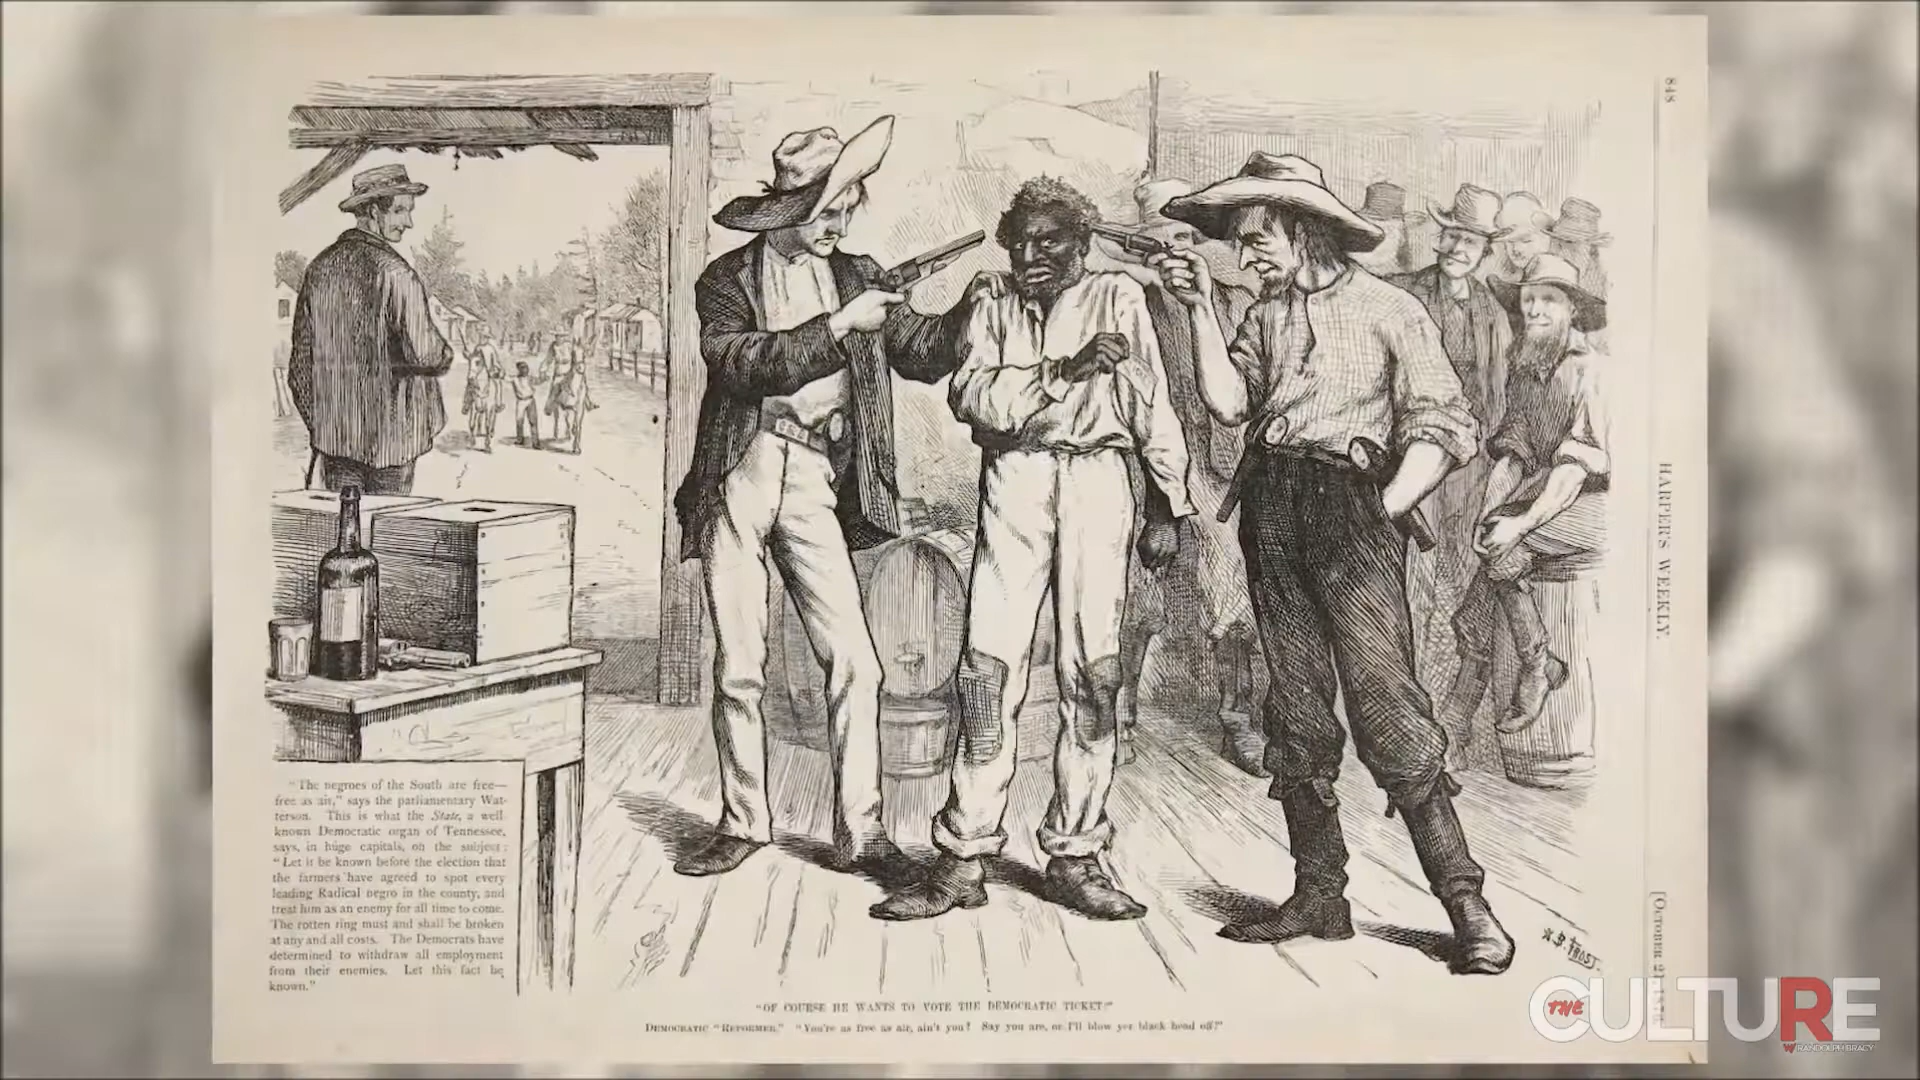 848
HARPER'S WEEKLY.
[OCTOBER 21, 1876.
"The negroes of the South are free—
free as air," says the parliamentary Wat-
terson. This is what the State, a well
known Democratic organ of Tennessee,
says, in huge capitals, on the subject:
"Let it be known before the election that
the farmers have agreed to spot every
leading Radical negro in the county, and
treat him as an enemy for all time to come.
The rotten ring must and shall be broken
at any and all costs. The Democrats have
determined to withdraw all employment
from their enemies. Let this fact be
known."
A.B.FROST
"OF COURSE HE WANTS TO VOTE THE DEMOCRATIC TICKET!"
DEMOCRATIC "REFORMER." "You're as free as air, ain't you? Say you are, or I'll blow yer black head off!"
THE CULTURE
W/ RANDOLPH BRACY